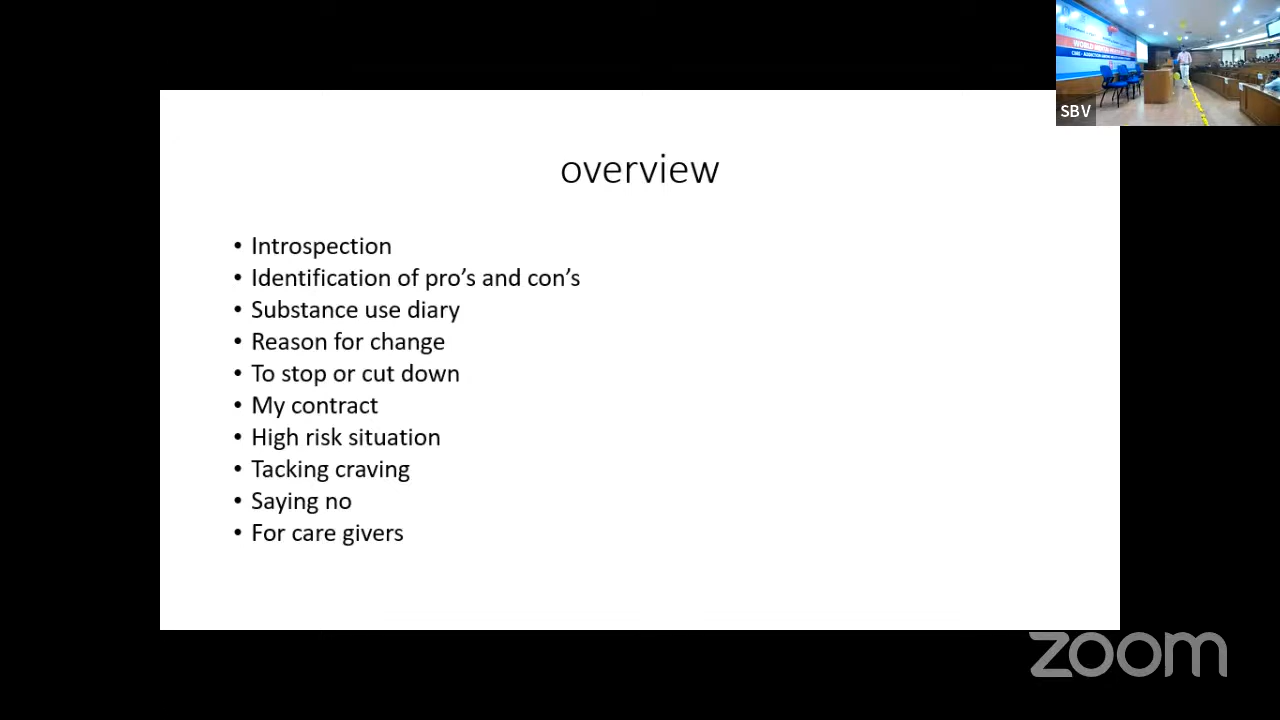 overview
• Introspection
• Identification of pro’s and con’s
• Substance use diary
• Reason for change
• To stop or cut down
• My contract
• High risk situation
• Tacking craving
• Saying no
• For care givers
SBV
zoom